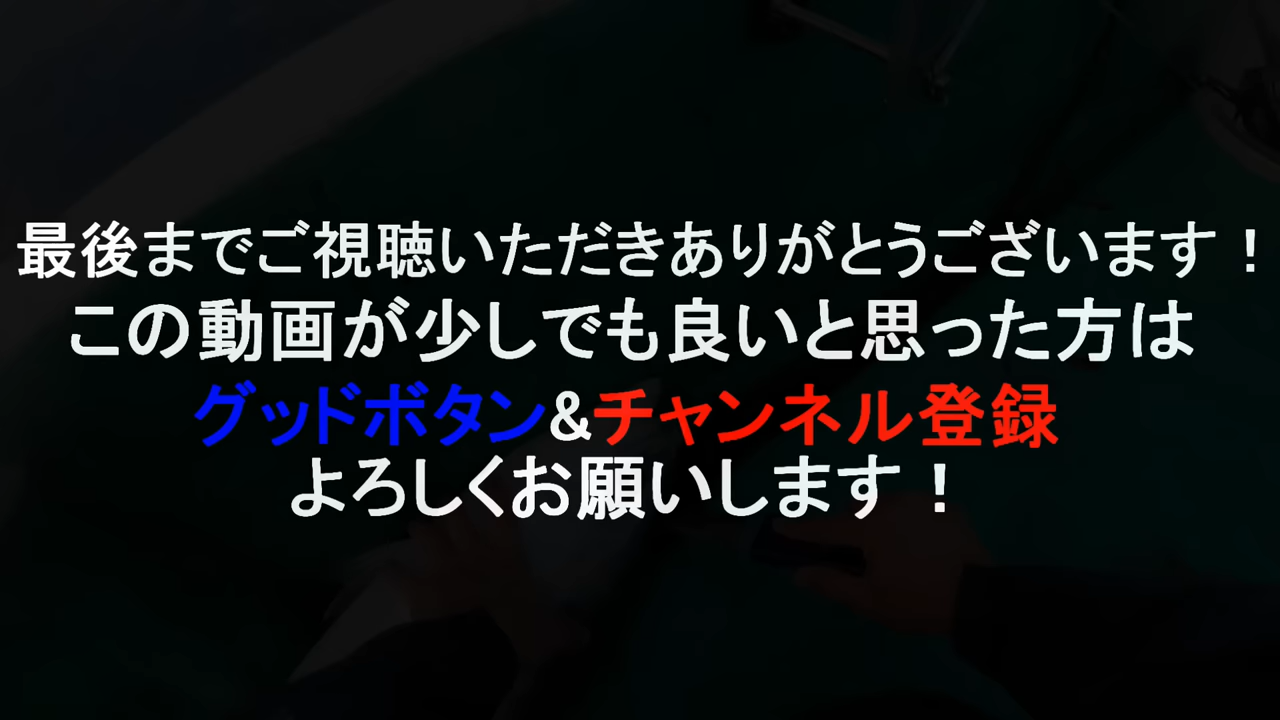 最後までご視聴いただきありがとうございます！
この動画が少しでも良いと思った方は
グッドボタン&チャンネル登録
よろしくお願いします！